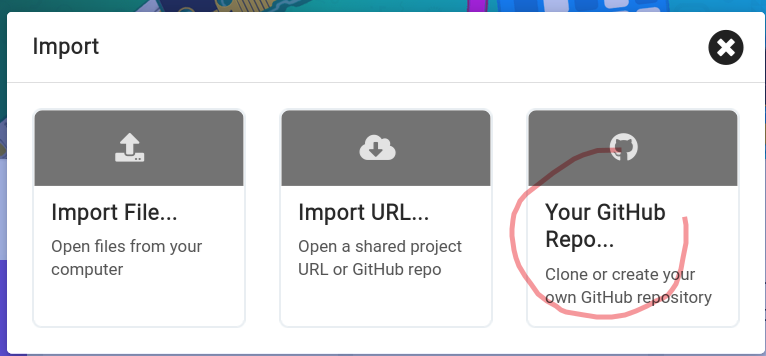 Import
Import File...
Open files from your
computer
Import URL...
Open a shared project
URL or GitHub repo
Your GitHub
Repo...
Clone or create your
own GitHub repository